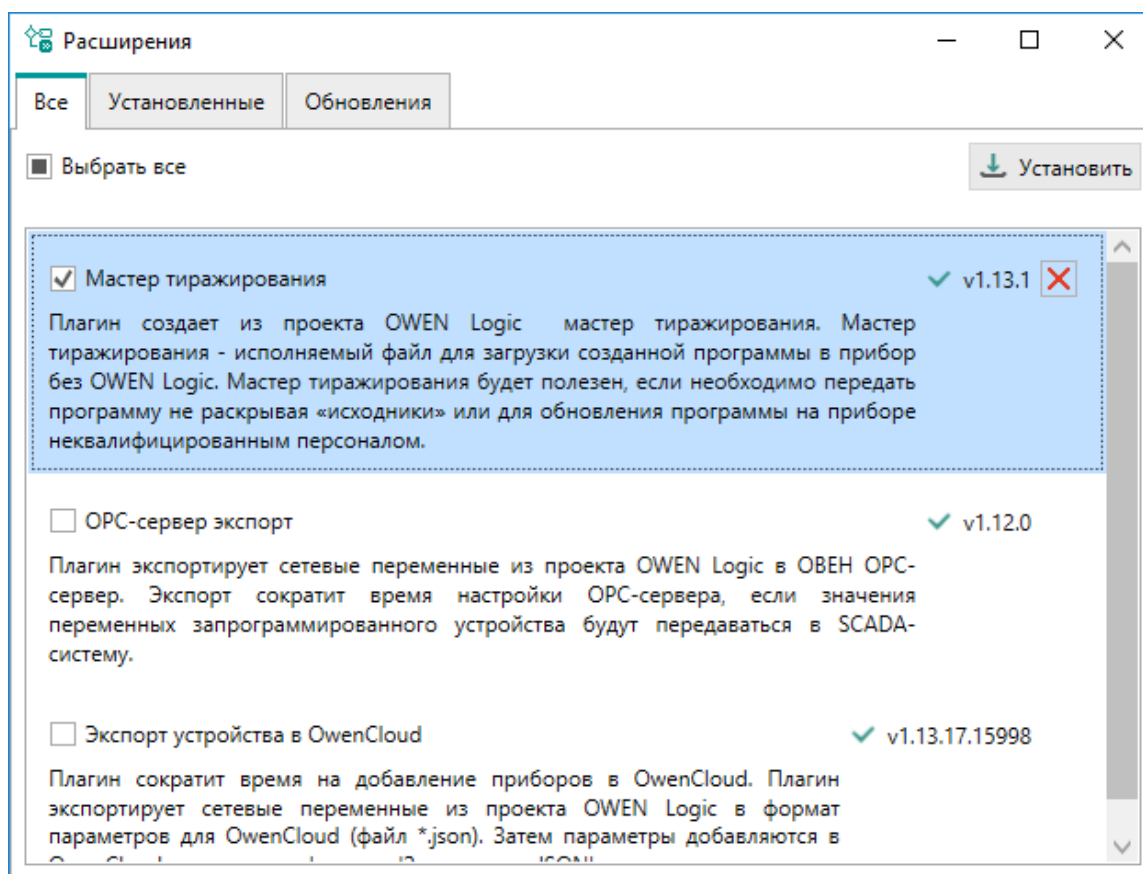 Расширения
Все Установленные Обновления
Выбрать все Установить
Мастер тиражирования v1.13.1
Плагин создает из проекта OWEN Logic мастер тиражирования. Мастер
тиражирования - исполняемый файл для загрузки созданной программы в прибор
без OWEN Logic. Мастер тиражирования будет полезен, если необходимо передать
программу не раскрывая «исходники» или для обновления программы на приборе
неквалифицированным персоналом.
OPC-сервер экспорт v1.12.0
Плагин экспортирует сетевые переменные из проекта OWEN Logic в ОВЕН OPC-
сервер. Экспорт сократит время настройки OPC-сервера, если значения
переменных запрограммированного устройства будут передаваться в SCADA-
систему.
Экспорт устройства в OwenCloud v1.13.17.15998
Плагин сократит время на добавление приборов в OwenCloud. Плагин
экспортирует сетевые переменные из проекта OWEN Logic в формат
параметров для OwenCloud (файл *.json). Затем параметры добавляются в